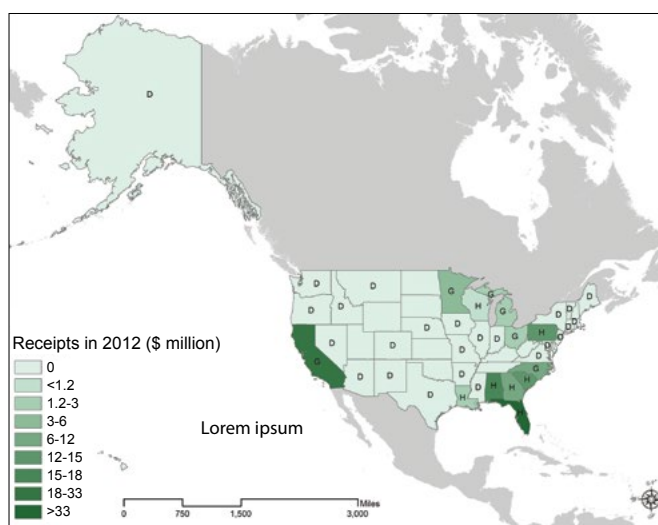 D
D
D
G
D
D
H
G
G
D
D
D
D
D
D
D
D
D
G
H
G
D
D
D
D
D
D
D
D
D
G
D
H
D
H
H
H
D
H
H
Receipts in 2012 ($ million)
0
<1.2
1.2-3
3-6
6-12
12-15
15-18
18-33
>33
Lorem ipsum
Miles
0 750 1,500 3,000